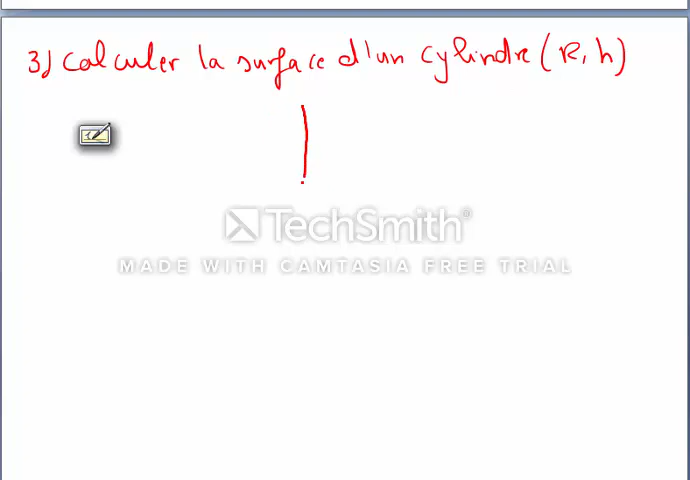 3) Calculer la surface d'un cylindre (R, h)
TechSmith®
MADE WITH CAMTASIA FREE TRIAL